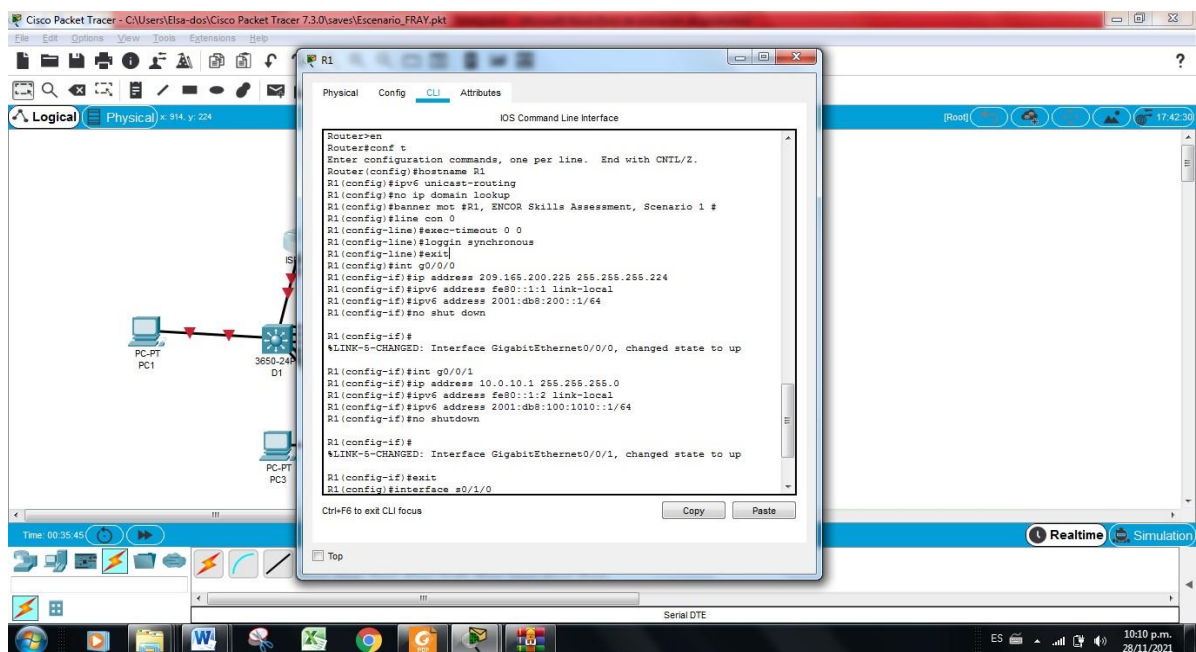 Cisco Packet Tracer - C:\Users\Elsa-dos\Cisco Packet Tracer 7.3.0\saves\Escenario_FRAY.pkt
File Edit Options View Tools Extensions Help
?
Logical Physical x: 914, y: 224
[Root] 17:42:30
R1
Physical Config CLI Attributes
IOS Command Line Interface
Router>en
Router#conf t
Enter configuration commands, one per line. End with CNTL/Z.
Router(config)#hostname R1
R1(config)#ipv6 unicast-routing
R1(config)#no ip domain lookup
R1(config)#banner mot #R1, ENCOR Skills Assessment, Scenario 1 #
R1(config)#line con 0
R1(config-line)#exec-timeout 0 0
R1(config-line)#loggin synchronous
R1(config-line)#exit
R1(config)#int g0/0/0
R1(config-if)#ip address 209.165.200.225 255.255.255.224
R1(config-if)#ipv6 address fe80::1:1 link-local
R1(config-if)#ipv6 address 2001:db8:200::1/64
R1(config-if)#no shut down
R1(config-if)#
%LINK-5-CHANGED: Interface GigabitEthernet0/0/0, changed state to up
R1(config-if)#int g0/0/1
R1(config-if)#ip address 10.0.10.1 255.255.255.0
R1(config-if)#ipv6 address fe80::1:2 link-local
R1(config-if)#ipv6 address 2001:db8:100:1010::1/64
R1(config-if)#no shutdown
R1(config-if)#
%LINK-5-CHANGED: Interface GigabitEthernet0/0/1, changed state to up
R1(config-if)#exit
R1(config)#interface s0/1/0
Ctrl+F6 to exit CLI focus
Copy Paste
Top
IS
PC-PT
PC1
3650-24P
D1
PC-PT
PC3
Time: 00:35:45
Realtime Simulation
Serial DTE
ES 10:10 p.m.
28/11/2021